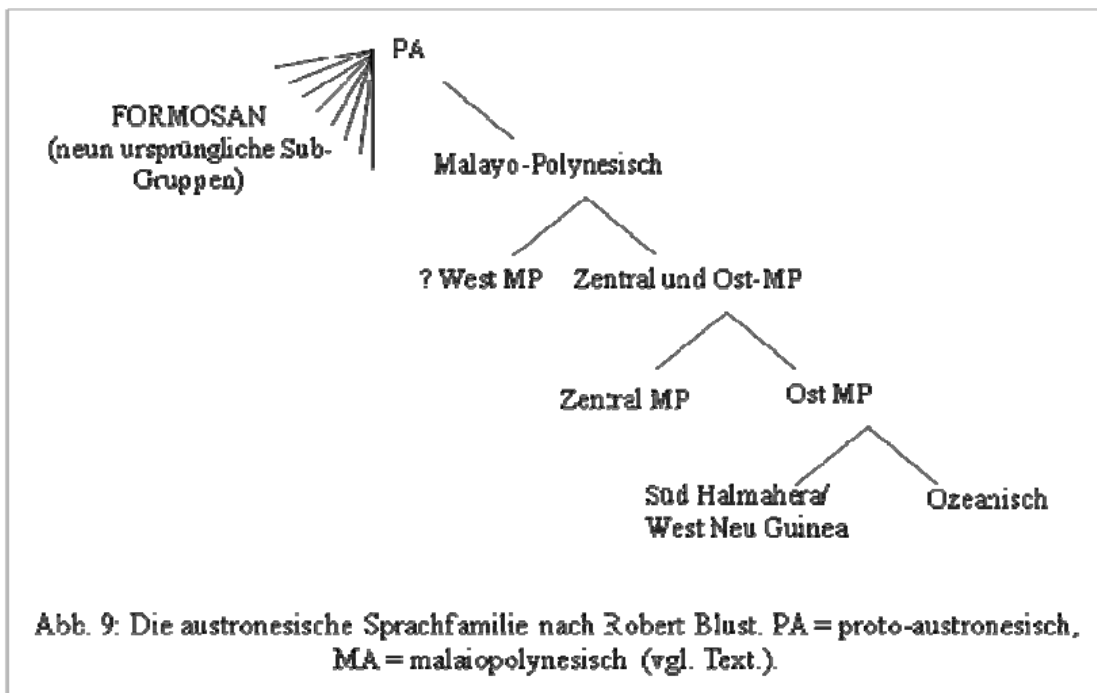 PA
FORMOSAN
(neun ursprüngliche Sub-
Gruppen)
Malayo-Polynesisch
? West MP Zentral und Ost-MP
Zentral MP Ost MP
Süd Halmahera/ Ozeanisch
West Neu Guinea
Abb. 9: Die austronesische Sprachfamilie nach Robert Blust. PA = proto-austronesisch,
MA = malaiopolynesisch (vgl. Text.).